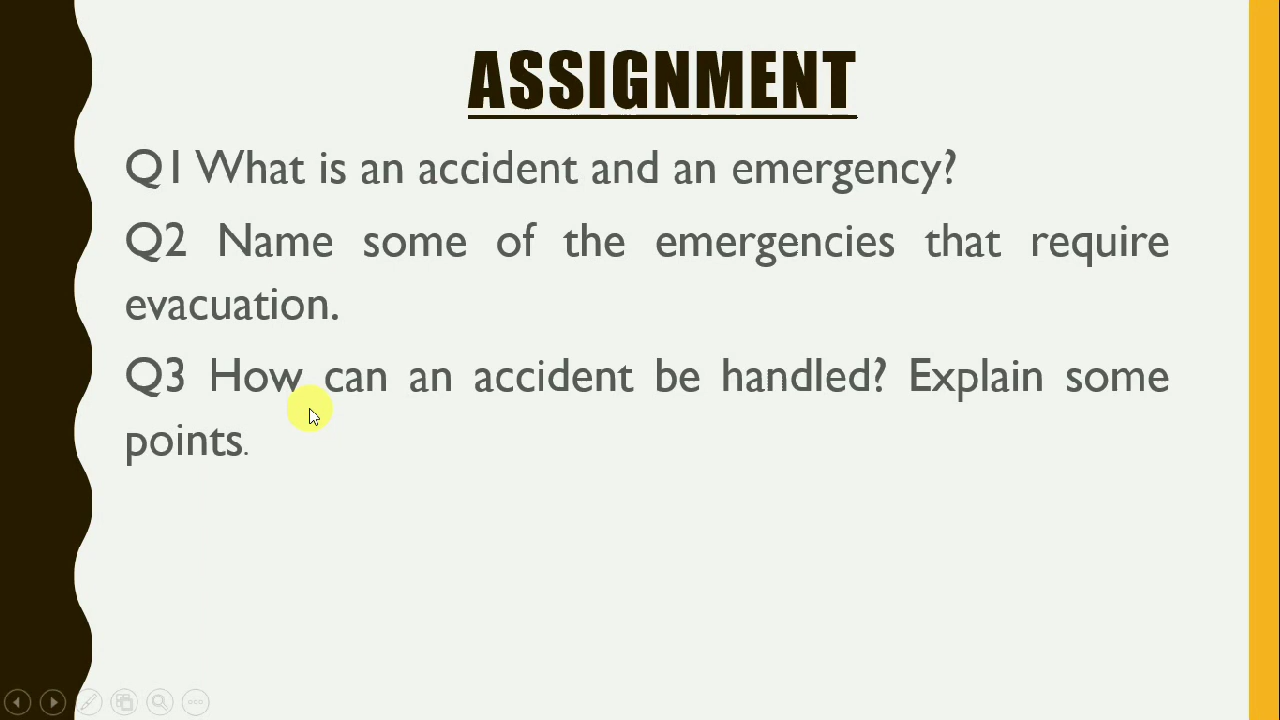 ASSIGNMENT
Q1 What is an accident and an emergency?
Q2 Name some of the emergencies that require
evacuation.
Q3 How can an accident be handled? Explain some
points.